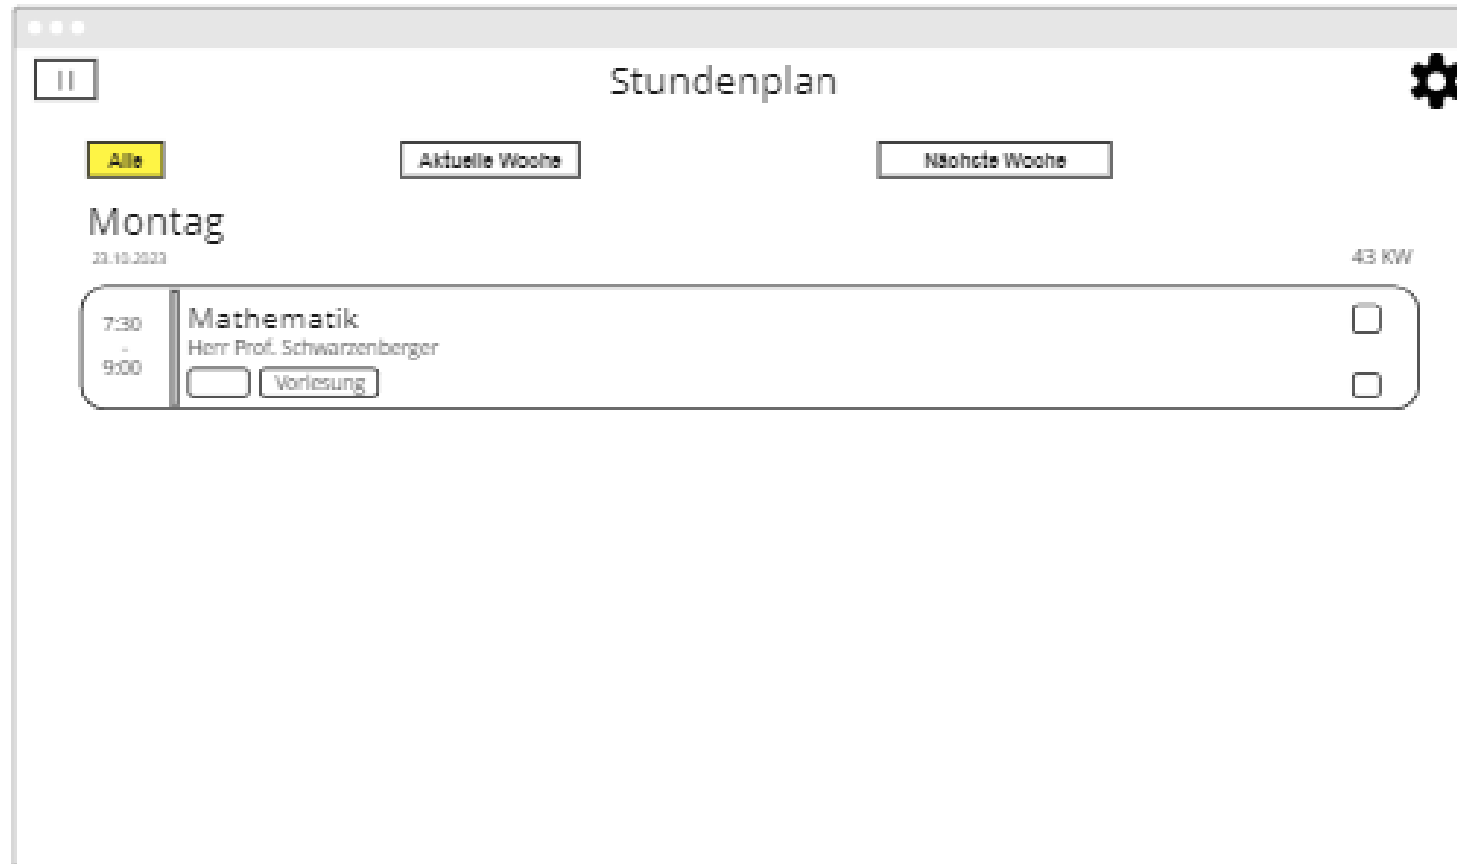 ||
Stundenplan
Alle
Aktuelle Woche
Nächste Woche
Montag
23.10.2023
43 KW
7:30
-
9:00
Mathematik
Herr Prof. Schwarzenberger
Vorlesung